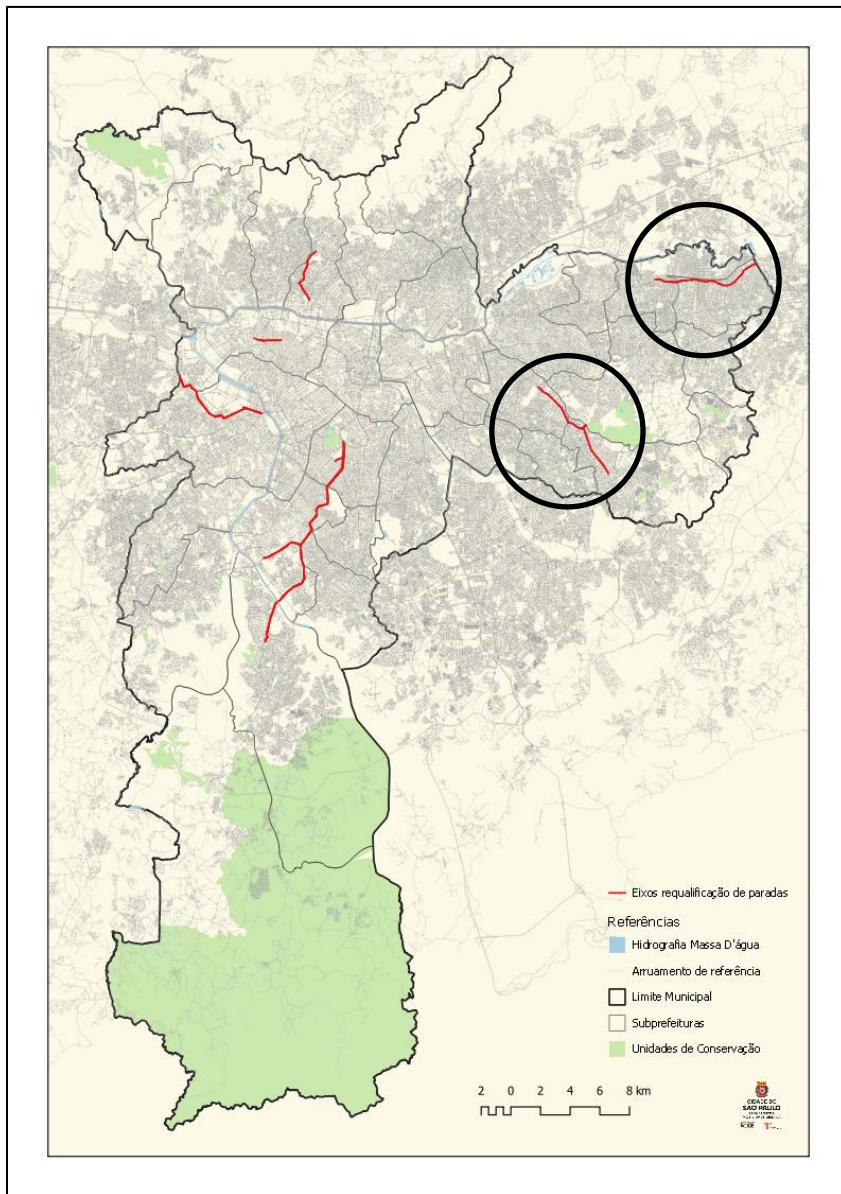 Eixos requalificação de paradas
Referências
Hidrografia Massa D'água
Arruamento de referência
Limite Municipal
Subprefeituras
Unidades de Conservação
2 0 2 4 6 8 km
CIDADE DE
SÃO PAULO